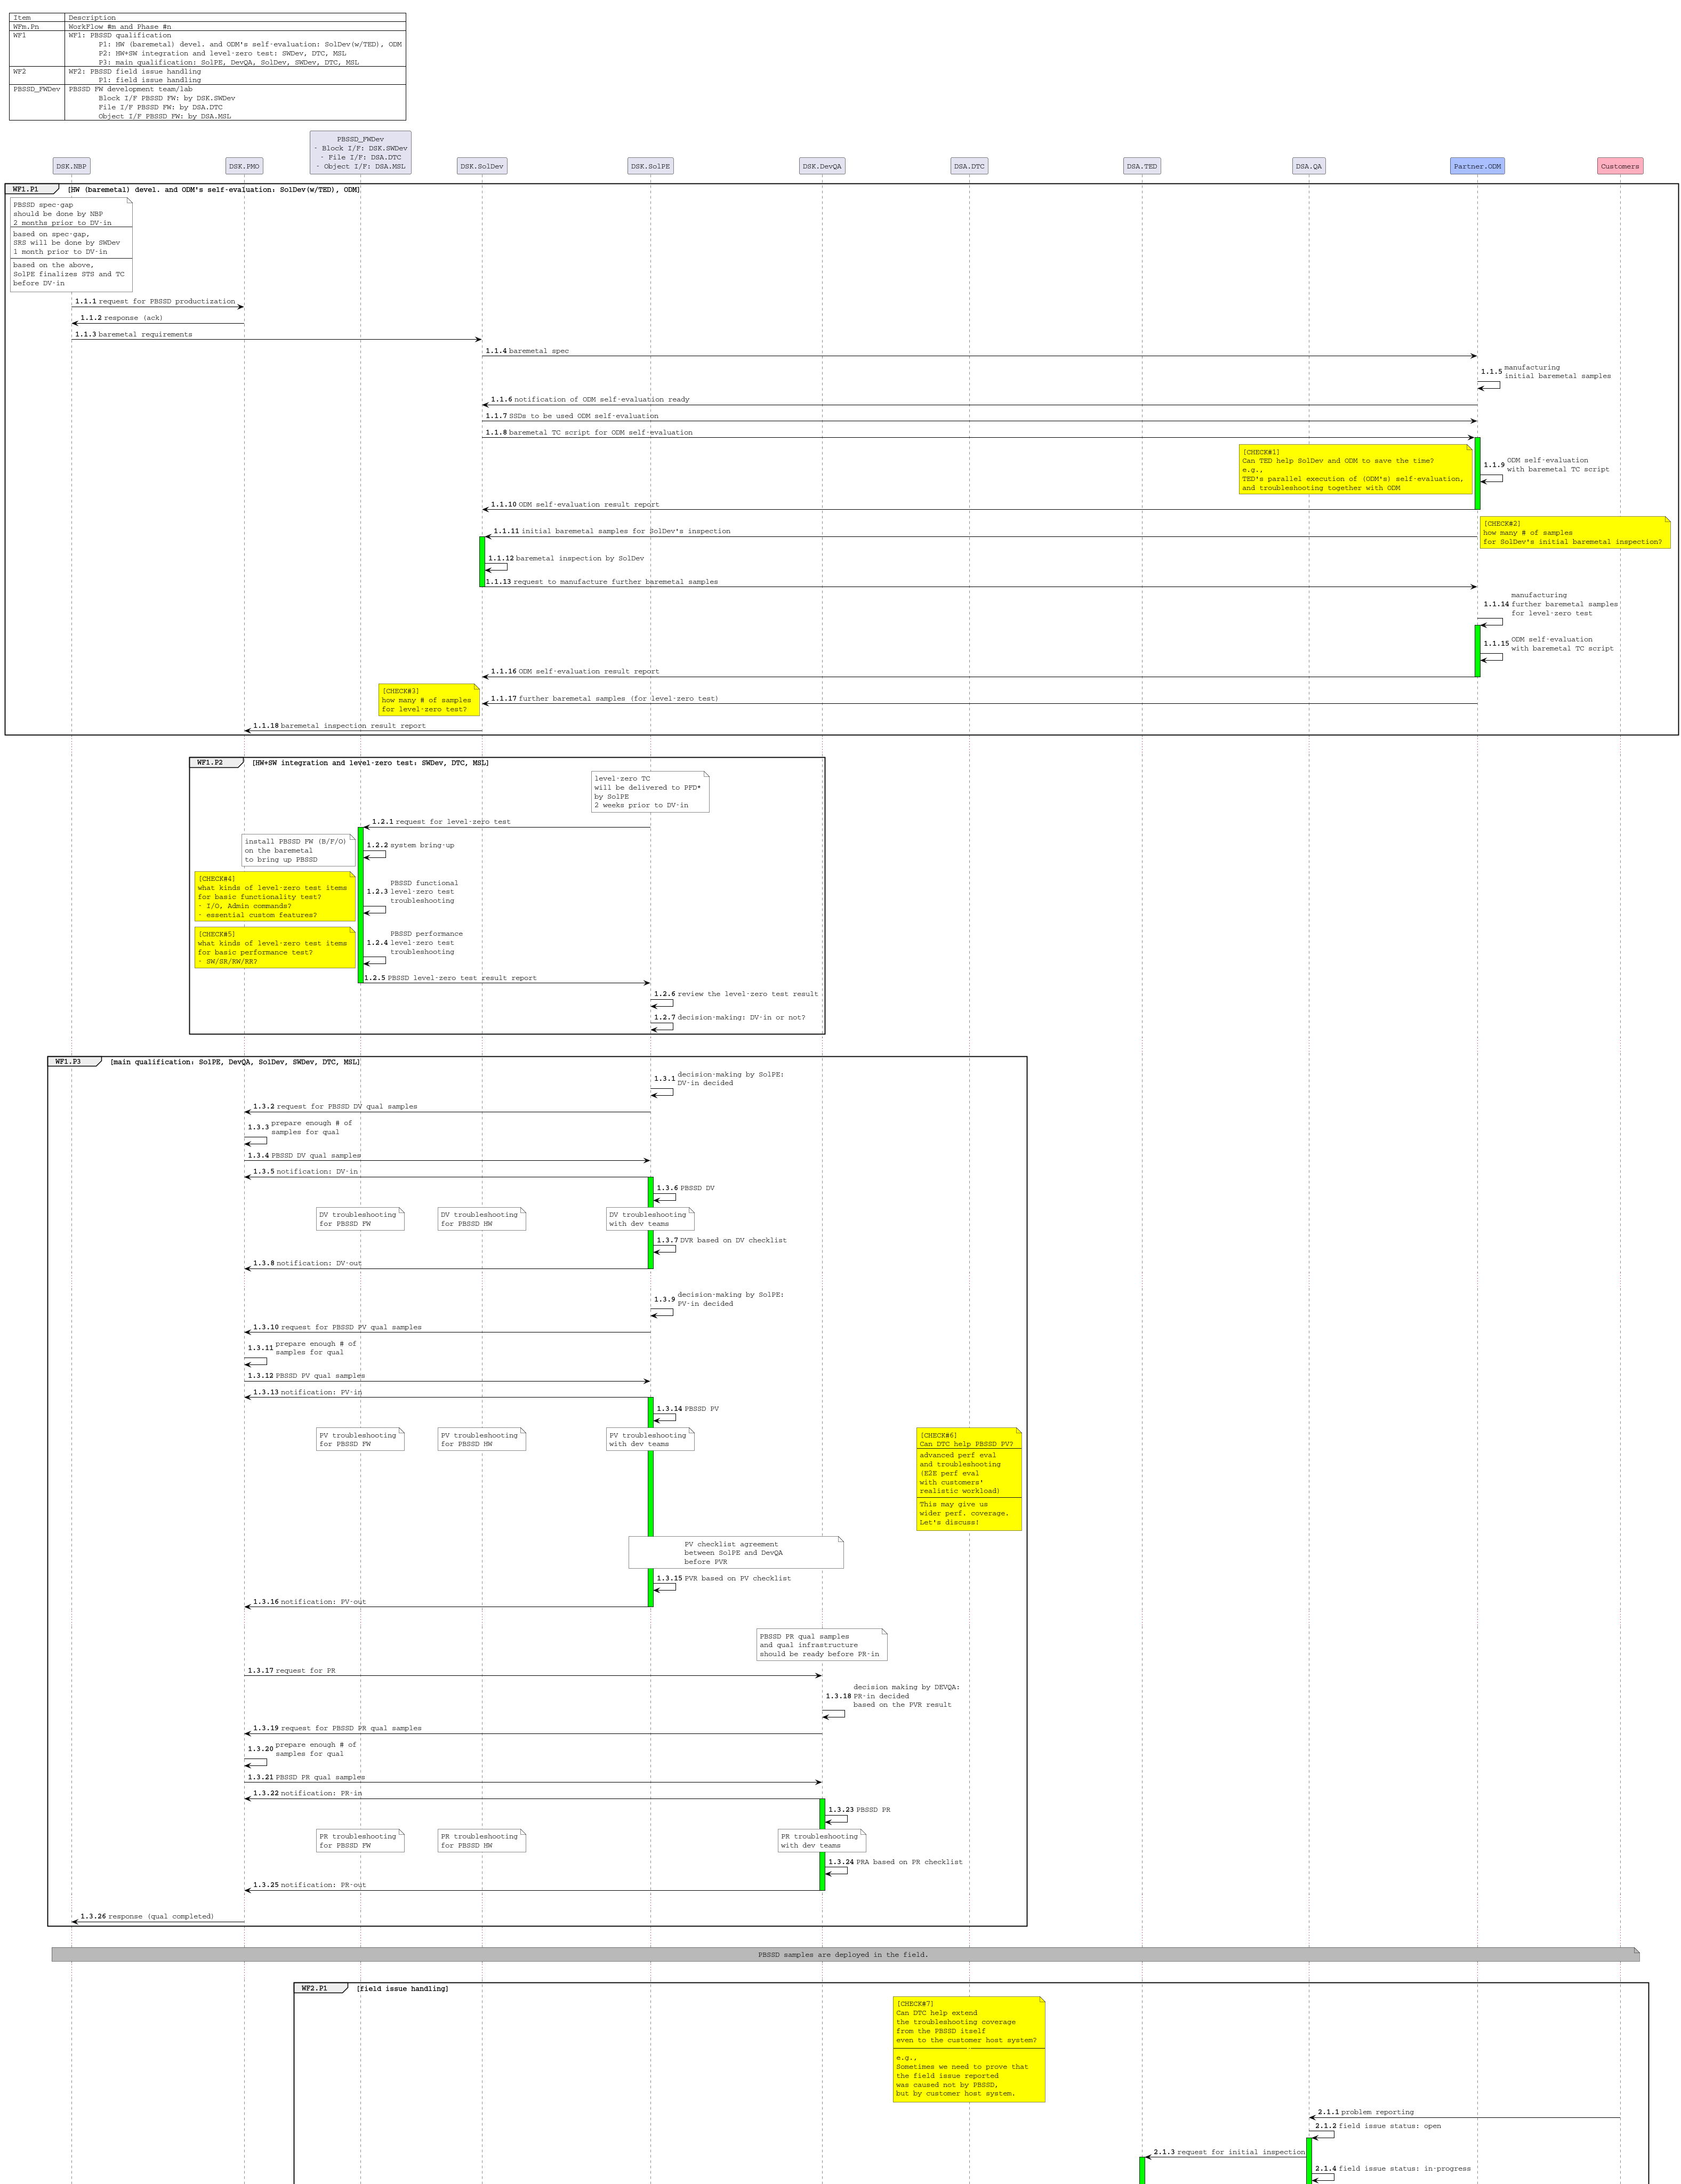 Item Description
WFm.Pn WorkFlow #m and Phase #n
WF1 WF1: PBSSD qualification
P1: HW (baremetal) devel. and ODM's self-evaluation: SolDev(w/TED), ODM
P2: HW+SW integration and level-zero test: SWDev, DTC, MSL
P3: main qualification: SolPE, DevQA, SolDev, SWDev, DTC, MSL
WF2 WF2: PBSSD field issue handling
P1: field issue handling
PBSSD_FWDev PBSSD FW development team/lab
Block I/F PBSSD FW: by DSK.SWDev
File I/F PBSSD FW: by DSA.DTC
Object I/F PBSSD FW: by DSA.MSL
DSK.NBP
DSK.PMO
PBSSD_FWDev
- Block I/F: DSK.SWDev
- File I/F: DSA.DTC
- Object I/F: DSA.MSL
DSK.SolDev
DSK.SolPE
DSK.DevQA
DSA.DTC
DSA.TED
DSA.QA
Partner.ODM
Customers
WF1.P1 [HW (baremetal) devel. and ODM's self-evaluation: SolDev(w/TED), ODM]
PBSSD spec-gap
should be done by NBP
2 months prior to DV-in
based on spec-gap,
SRS will be done by SWDev
1 month prior to DV-in
based on the above,
SolPE finalizes STS and TC
before DV-in
1.1.1 request for PBSSD productization
1.1.2 response (ack)
1.1.3 baremetal requirements
1.1.4 baremetal spec
1.1.5 manufacturing
initial baremetal samples
1.1.6 notification of ODM self-evaluation ready
1.1.7 SSDs to be used ODM self-evaluation
1.1.8 baremetal TC script for ODM self-evaluation
[CHECK#1]
Can TED help SolDev and ODM to save the time?
e.g.,
TED's parallel execution of (ODM's) self-evaluation,
and troubleshooting together with ODM
1.1.9 ODM self-evaluation
with baremetal TC script
1.1.10 ODM self-evaluation result report
1.1.11 initial baremetal samples for SolDev's inspection
[CHECK#2]
how many # of samples
for SolDev's initial baremetal inspection?
1.1.12 baremetal inspection by SolDev
1.1.13 request to manufacture further baremetal samples
1.1.14 manufacturing
further baremetal samples
for level-zero test
1.1.15 ODM self-evaluation
with baremetal TC script
1.1.16 ODM self-evaluation result report
[CHECK#3]
how many # of samples
for level-zero test?
1.1.17 further baremetal samples (for level-zero test)
1.1.18 baremetal inspection result report
WF1.P2 [HW+SW integration and level-zero test: SWDev, DTC, MSL]
level-zero TC
will be delivered to PFD*
by SolPE
2 weeks prior to DV-in
1.2.1 request for level-zero test
install PBSSD FW (B/F/O)
on the baremetal
to bring up PBSSD
1.2.2 system bring-up
[CHECK#4]
what kinds of level-zero test items
for basic functionality test?
- I/O, Admin commands?
- essential custom features?
1.2.3 PBSSD functional
level-zero test
troubleshooting
[CHECK#5]
what kinds of level-zero test items
for basic performance test?
- SW/SR/RW/RR?
1.2.4 PBSSD performance
level-zero test
troubleshooting
1.2.5 PBSSD level-zero test result report
1.2.6 review the level-zero test result
1.2.7 decision-making: DV-in or not?
WF1.P3 [main qualification: SolPE, DevQA, SolDev, SWDev, DTC, MSL]
1.3.1 decision-making by SolPE:
DV-in decided
1.3.2 request for PBSSD DV qual samples
1.3.3 prepare enough # of
samples for qual
1.3.4 PBSSD DV qual samples
1.3.5 notification: DV-in
1.3.6 PBSSD DV
DV troubleshooting
for PBSSD FW
DV troubleshooting
for PBSSD HW
DV troubleshooting
with dev teams
1.3.7 DVR based on DV checklist
1.3.8 notification: DV-out
1.3.9 decision-making by SolPE:
PV-in decided
1.3.10 request for PBSSD PV qual samples
1.3.11 prepare enough # of
samples for qual
1.3.12 PBSSD PV qual samples
1.3.13 notification: PV-in
1.3.14 PBSSD PV
PV troubleshooting
for PBSSD FW
PV troubleshooting
for PBSSD HW
PV troubleshooting
with dev teams
[CHECK#6]
Can DTC help PBSSD PV?
advanced perf eval
and troubleshooting
(E2E perf eval
with customers'
realistic workload)
This may give us
wider perf. coverage.
Let's discuss!
PV checklist agreement
between SolPE and DevQA
before PVR
1.3.15 PVR based on PV checklist
1.3.16 notification: PV-out
PBSSD PR qual samples
and qual infrastructure
should be ready before PR-in
1.3.17 request for PR
1.3.18 decision making by DEVQA:
PR-in decided
based on the PVR result
1.3.19 request for PBSSD PR qual samples
1.3.20 prepare enough # of
samples for qual
1.3.21 PBSSD PR qual samples
1.3.22 notification: PR-in
1.3.23 PBSSD PR
PR troubleshooting
for PBSSD FW
PR troubleshooting
for PBSSD HW
PR troubleshooting
with dev teams
1.3.24 PRA based on PR checklist
1.3.25 notification: PR-out
1.3.26 response (qual completed)
PBSSD samples are deployed in the field.
WF2.P1 [field issue handling]
[CHECK#7]
Can DTC help extend
the troubleshooting coverage
from the PBSSD itself
even to the customer host system?
e.g.,
Sometimes we need to prove that
the field issue reported
was caused not by PBSSD,
but by customer host system.
2.1.1 problem reporting
2.1.2 field issue status: open
2.1.3 request for initial inspection
2.1.4 field issue status: in-progress